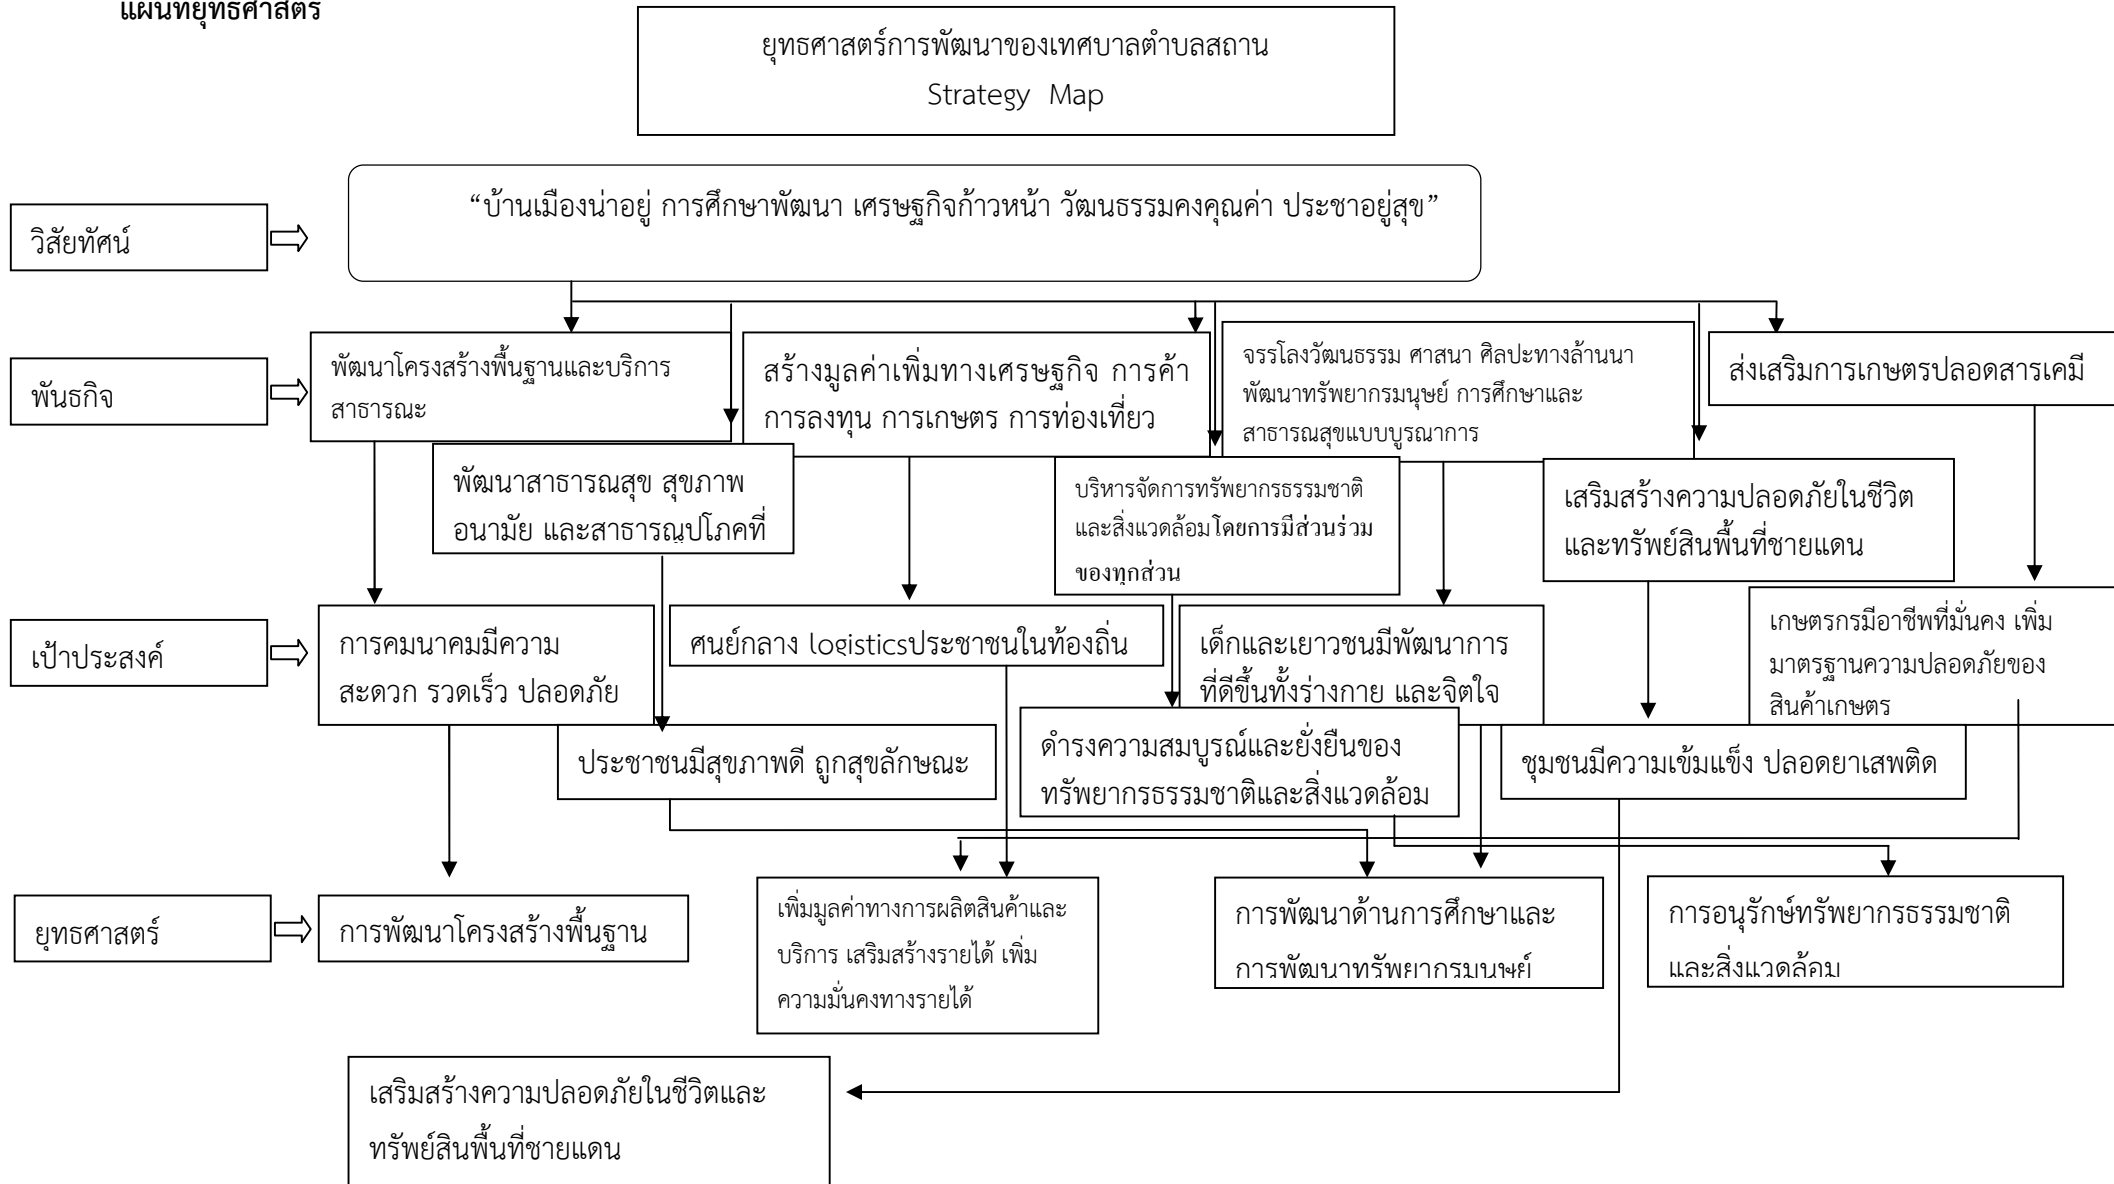 แผนที่ยุทธศาสตร์
ยุทธศาสตร์การพัฒนาของเทศบาลตำบลสถาน
Strategy Map
วิสัยทัศน์
“บ้านเมืองน่าอยู่ การศึกษาพัฒนา เศรษฐกิจก้าวหน้า วัฒนธรรมคงคุณค่า ประชาอยู่สุข”
พันธกิจ
พัฒนาโครงสร้างพื้นฐานและบริการ
สาธารณะ
สร้างมูลค่าเพิ่มทางเศรษฐกิจ การค้า
การลงทุน การเกษตร การท่องเที่ยว
จรรโลงวัฒนธรรม ศาสนา ศิลปะทางล้านนา
พัฒนาทรัพยากรมนุษย์ การศึกษาและ
สาธารณสุขแบบบูรณาการ
ส่งเสริมการเกษตรปลอดสารเคมี
พัฒนาสาธารณสุข สุขภาพ
อนามัย และสาธารณูปโภคที่
บริหารจัดการทรัพยากรธรรมชาติ
และสิ่งแวดล้อมโดยการมีส่วนร่วม
ของทุกส่วน
เสริมสร้างความปลอดภัยในชีวิต
และทรัพย์สินพื้นที่ชายแดน
เป้าประสงค์
การคมนาคมมีความ
สะดวก รวดเร็ว ปลอดภัย
ศูนย์กลาง logisticsประชาชนในท้องถิ่น
เด็กและเยาวชนมีพัฒนาการ
ที่ดีขึ้นทั้งร่างกาย และจิตใจ
เกษตรกรมีอาชีพที่มั่นคง เพิ่ม
มาตรฐานความปลอดภัยของ
สินค้าเกษตร
ประชาชนมีสุขภาพดี ถูกสุขลักษณะ
ดำรงความสมบูรณ์และยั่งยืนของ
ทรัพยากรธรรมชาติและสิ่งแวดล้อม
ชุมชนมีความเข้มแข็ง ปลอดยาเสพติด
ยุทธศาสตร์
การพัฒนาโครงสร้างพื้นฐาน
เพิ่มมูลค่าทางการผลิตสินค้าและ
บริการ เสริมสร้างรายได้ เพิ่ม
ความมั่นคงทางรายได้
การพัฒนาด้านการศึกษาและ
การพัฒนาทรัพยากรมนุษย์
การอนุรักษ์ทรัพยากรธรรมชาติ
และสิ่งแวดล้อม
เสริมสร้างความปลอดภัยในชีวิตและ
ทรัพย์สินพื้นที่ชายแดน